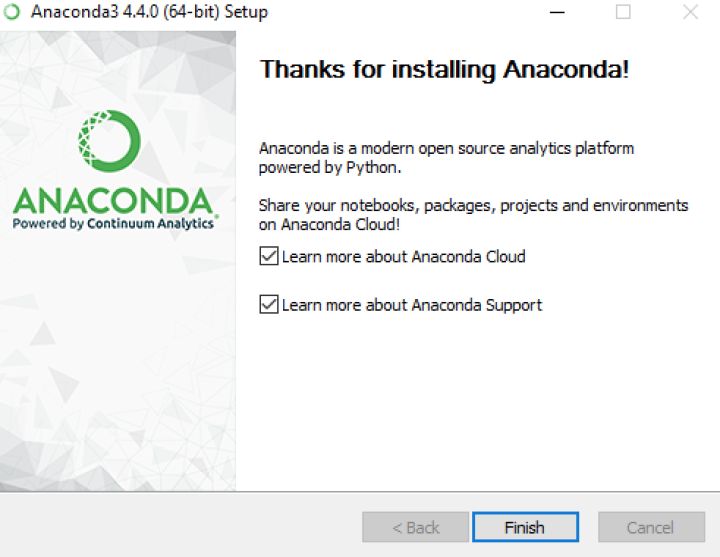 Anaconda3 4.4.0 (64-bit) Setup
Thanks for installing Anaconda!
ANACONDA
Powered by Continuum Analytics®
Anaconda is a modern open source analytics platform
powered by Python.
Share your notebooks, packages, projects and environments
on Anaconda Cloud!
Learn more about Anaconda Cloud
Learn more about Anaconda Support
< Back
Finish
Cancel